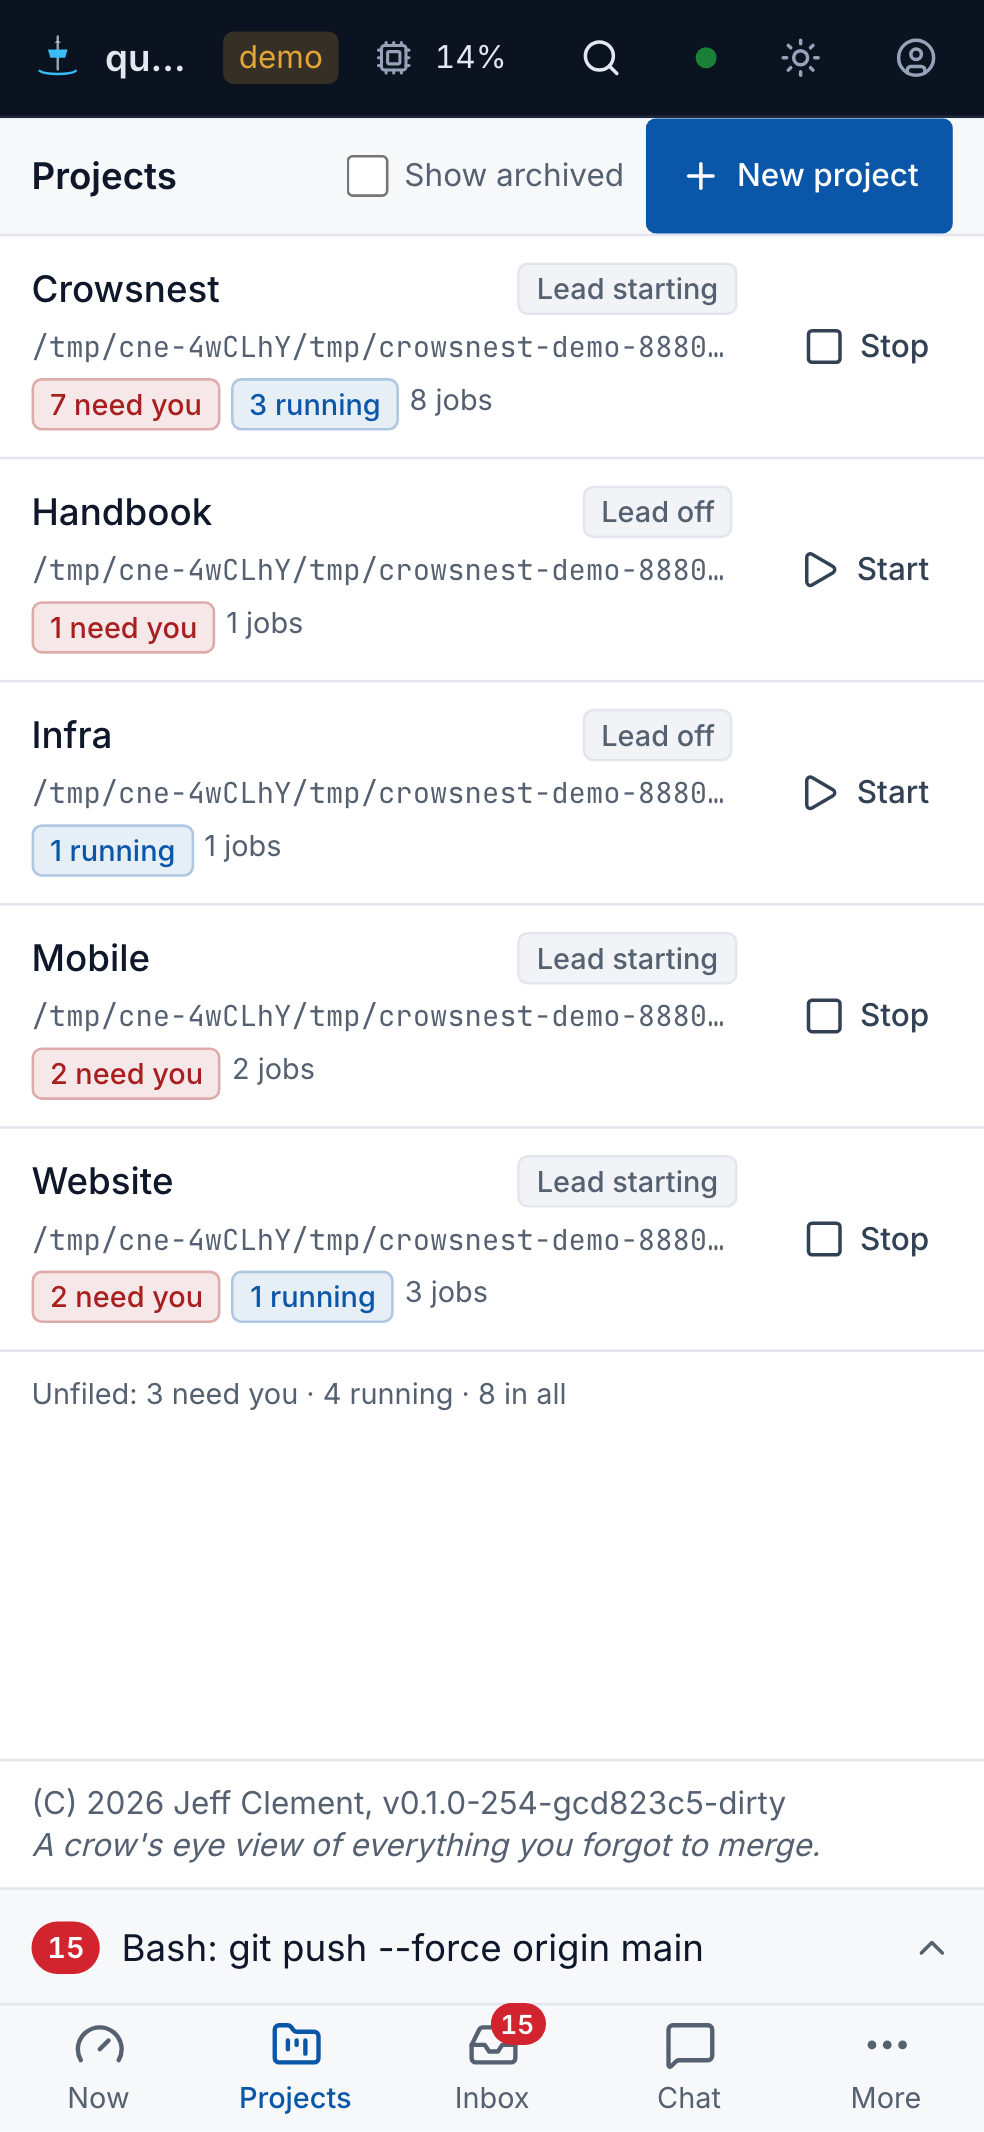 qu...
demo
14%
Projects
Show archived
New project
Crowsnest
Lead starting
/tmp/cne-4wCLhY/tmp/crowsnest-demo-8880…
Stop
7 need you
3 running
8 jobs
Handbook
Lead off
/tmp/cne-4wCLhY/tmp/crowsnest-demo-8880…
Start
1 need you
1 jobs
Infra
Lead off
/tmp/cne-4wCLhY/tmp/crowsnest-demo-8880…
Start
1 running
1 jobs
Mobile
Lead starting
/tmp/cne-4wCLhY/tmp/crowsnest-demo-8880…
Stop
2 need you
2 jobs
Website
Lead starting
/tmp/cne-4wCLhY/tmp/crowsnest-demo-8880…
Stop
2 need you
1 running
3 jobs
Unfiled: 3 need you · 4 running · 8 in all
(C) 2026 Jeff Clement, v0.1.0-254-gcd823c5-dirty
A crow's eye view of everything you forgot to merge.
15
Bash: git push --force origin main
15
Now
Projects
Inbox
Chat
More